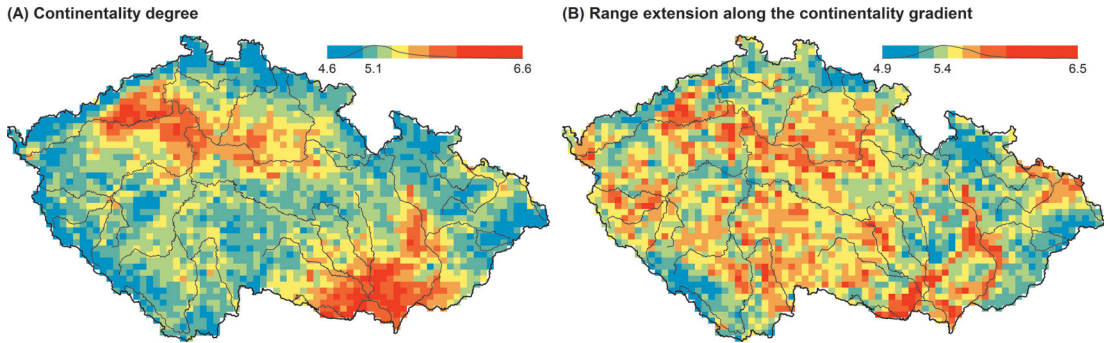 (A) Continentality degree
4.6 5.1 6.6
(B) Range extension along the continentality gradient
4.9 5.4 6.5